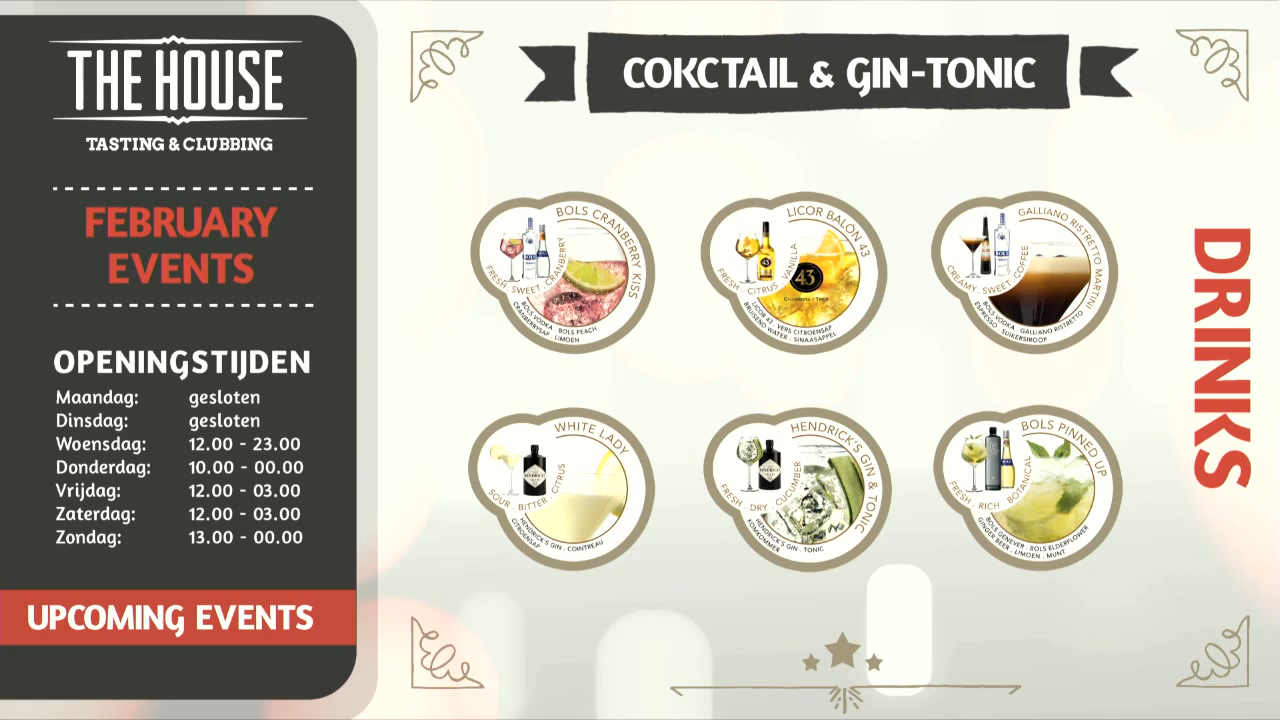 THE HOUSE
TASTING & CLUBBING
FEBRUARY
EVENTS
OPENINGSTIJDEN
Maandag: gesloten
Dinsdag: gesloten
Woensdag: 12.00 - 23.00
Donderdag: 10.00 - 00.00
Vrijdag: 12.00 - 03.00
Zaterdag: 12.00 - 03.00
Zondag: 13.00 - 00.00
UPCOMING EVENTS
COKCTAIL & GIN-TONIC
BOLS CRANBERRY KISS
FRESH . SWEET . CRANBERRY
BOLS VODKA . BOLS PEACH
CRANBERRYSAP . LIMOEN
LICOR BALON 43
FRESH . CITRUS . VANILLA
43
CUARENTA Y TRES
LICOR 43 . VERS CITROENSAP
BRUISEND WATER . SINAASAPPEL
GALLIANO RISTRETTO MARTINI
CREAMY . SWEET . COFFEE
BOLS VODKA . GALLIANO RISTRETTO
ESPRESSO . SUIKERSIROOP
WHITE LADY
SOUR . BITTER . CITRUS
HENDRICK'S GIN . COINTREAU
CITROENSAP
HENDRICK'S GIN & TONIC
FRESH . DRY . CUCUMBER
HENDRICK'S GIN . TONIC
KOMKOMMER
BOLS PINNED UP
FRESH . RICH . BOTANICAL
BOLS GENEVER . BOLS ELDERFLOWER
GINGER BEER . LIMOEN . MUNT
DRINKS